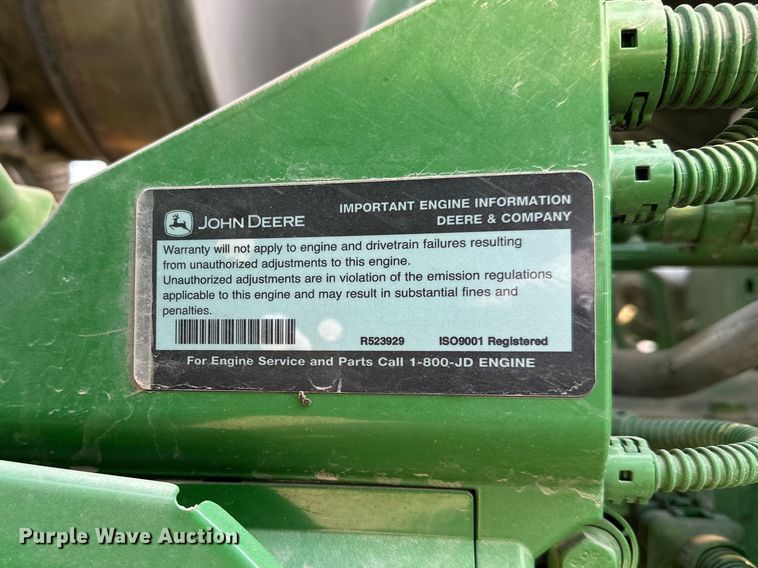 JOHN DEERE
IMPORTANT ENGINE INFORMATION
DEERE & COMPANY
Warranty will not apply to engine and drivetrain failures resulting
from unauthorized adjustments to this engine.
Unauthorized adjustments are in violation of the emission regulations
applicable to this engine and may result in substantial fines and
penalties.
R523929 ISO9001 Registered
For Engine Service and Parts Call 1-800-JD ENGINE
Purple Wave Auction